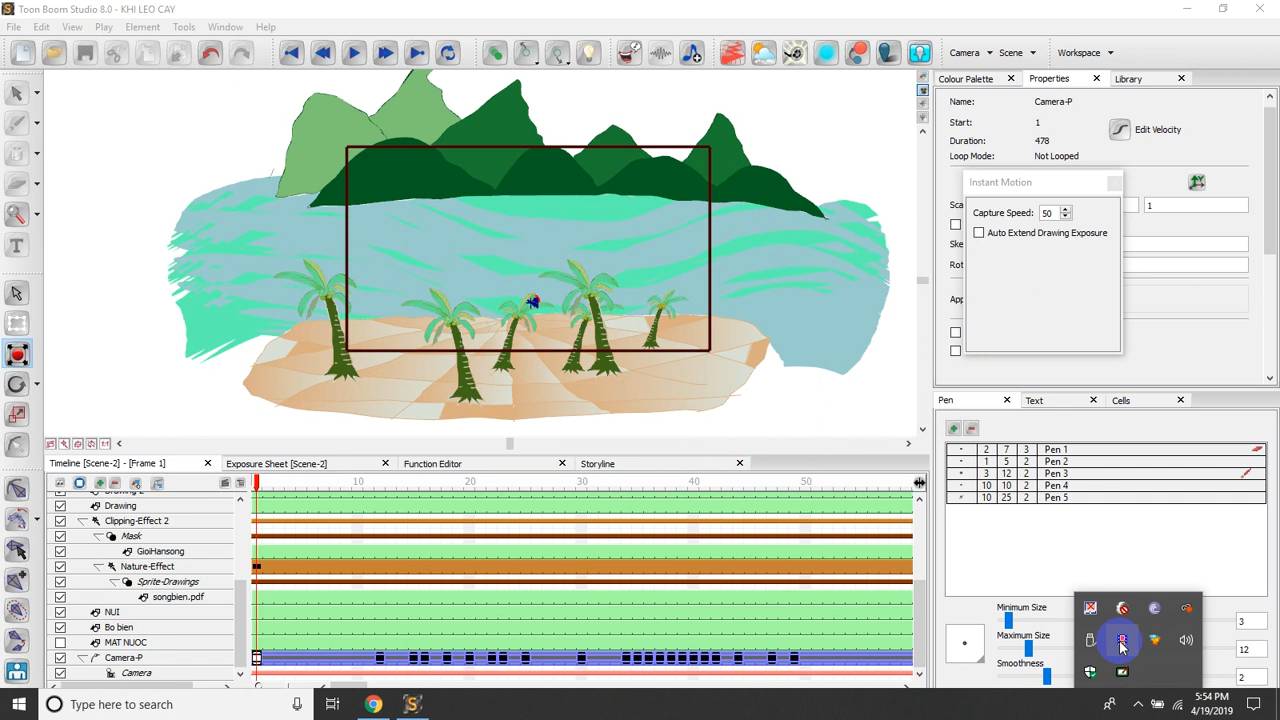 Toon Boom Studio 8.0 - KHI LEO CAY
File Edit View Play Element Tools Window Help
Camera Scene Workspace
Colour Palette Properties Library
Name: Camera-P
Start: 1
Duration: 478 Edit Velocity
Loop Mode: Not Looped
Instant Motion
Capture Speed: 50 1
Auto Extend Drawing Exposure
Pen Text Cells
2 7 3 Pen 1
1 5 2 Pen 2
3 12 2 Pen 3
10 10 2 Pen 4
10 25 2 Pen 5
Minimum Size 3
Maximum Size 12
Smoothness 2
Timeline [Scene-2] - [Frame 1] Exposure Sheet [Scene-2] Function Editor Storyline
10 20 30 40 50
Drawing
Clipping-Effect 2
Mask
GioiHansong
Nature-Effect
Sprite-Drawings
songbien.pdf
NUI
Bo bien
MAT NUOC
Camera-P
Camera
Type here to search
5:54 PM
4/19/2019